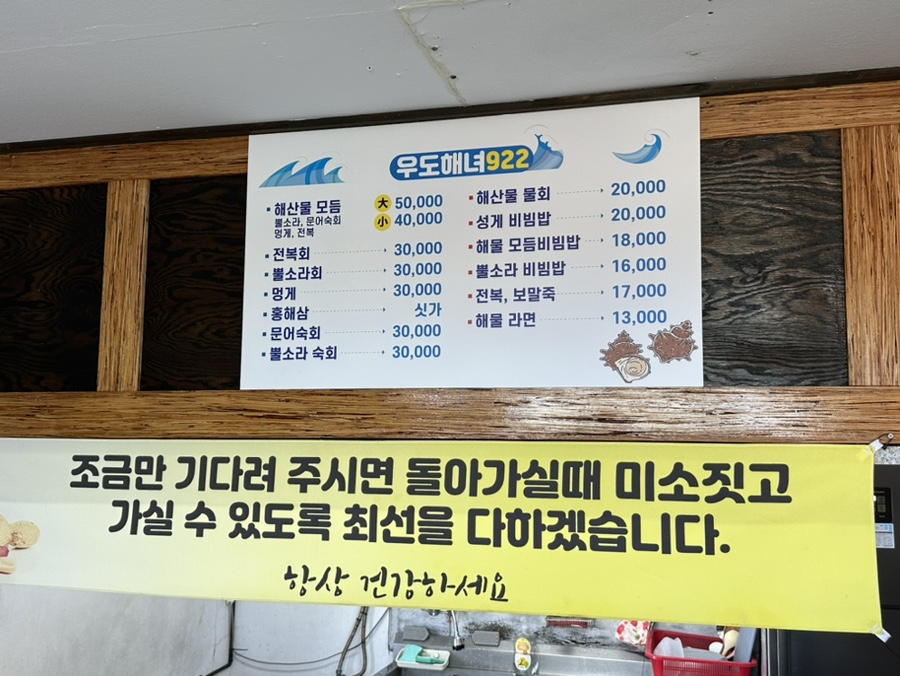 우도해녀922
해산물 모듬 大 50,000
뿔소라, 문어숙회 小 40,000
멍게, 전복
전복회 30,000
뿔소라회 30,000
멍게 30,000
홍해삼 싯가
문어숙회 30,000
뿔소라 숙회 30,000
해산물 물회 20,000
성게 비빔밥 20,000
해물 모듬비빔밥 18,000
뿔소라 비빔밥 16,000
전복, 보말죽 17,000
해물 라면 13,000
조금만 기다려 주시면 돌아가실때 미소짓고
가실 수 있도록 최선을 다하겠습니다.
항상 건강하세요